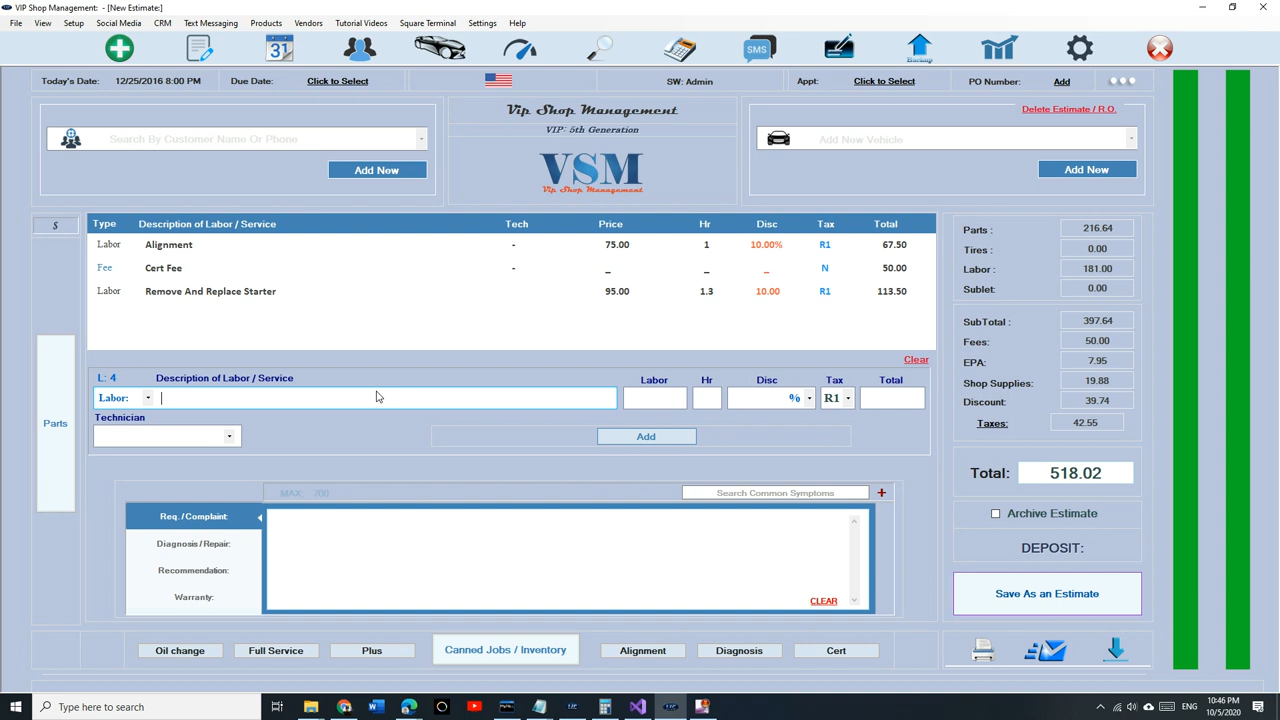 VIP Shop Management: - [New Estimate:]
File View Setup Social Media CRM Text Messaging Products Vendors Tutorial Videos Square Terminal Settings Help
31 SMS Backup
Today's Date: 12/25/2016 8:00 PM Due Date: Click to Select SW: Admin Appt: Click to Select PO Number: Add
Vip Shop Management
Delete Estimate / R.O.
VIP: 5th Generation
Search By Customer Name Or Phone
Add New Vehicle
Add New
VSM
Vip Shop Management
Add New
$
Type Description of Labor / Service Tech Price Hr Disc Tax Total
Labor Alignment - 75.00 1 10.00% R1 67.50
Fee Cert Fee - _ _ _ N 50.00
Labor Remove And Replace Starter 95.00 1.3 10.00 R1 113.50
Clear
L: 4 Description of Labor / Service Labor Hr Disc Tax Total
Labor: % R1
Technician
Add
Parts
MAX: 700 Search Common Symptoms +
Req. / Complaint:
Diagnosis / Repair:
Recommendation:
Warranty:
CLEAR
Oil change Full Service Plus Canned Jobs / Inventory Alignment Diagnosis Cert
Parts : 216.64
Tires : 0.00
Labor : 181.00
Sublet: 0.00
SubTotal : 397.64
Fees: 50.00
EPA: 7.95
Shop Supplies: 19.88
Discount: 39.74
Taxes: 42.55
Total: 518.02
Archive Estimate
DEPOSIT:
Save As an Estimate
Type here to search
ENG
10:46 PM
10/5/2020